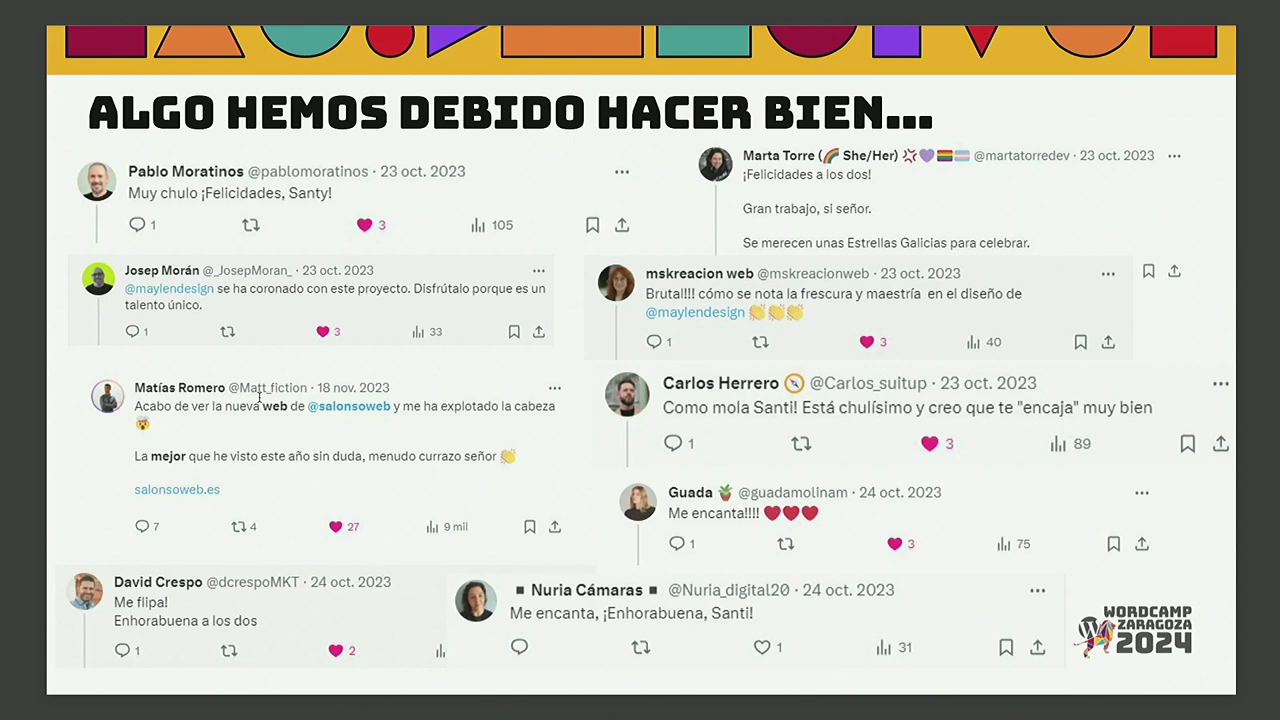 ALGO HEMOS DEBIDO HACER BIEN...
Pablo Moratinos @pablomoratinos · 23 oct. 2023
Muy chulo ¡Felicidades, Santy!
1 3 105
Marta Torre (🌈 She/Her) 💢💜🏳️‍🌈🏳️‍⚧️ @martatorredev · 23 oct. 2023
¡Felicidades a los dos!
Gran trabajo, si señor.
Se merecen unas Estrellas Galicias para celebrar.
Josep Morán @_JosepMoran_ · 23 oct. 2023
@maylendesign se ha coronado con este proyecto. Disfrútalo porque es un
talento único.
1 3 33
mskreacion web @mskreacionweb · 23 oct. 2023
Brutal!!! cómo se nota la frescura y maestría en el diseño de
@maylendesign 👏👏👏
1 3 40
Matías Romero @Matt_fiction · 18 nov. 2023
Acabo de ver la nueva web de @salonsoweb y me ha explotado la cabeza
🤯
La mejor que he visto este año sin duda, menudo currazo señor 👏
salonsoweb.es
7 4 27 9 mil
Carlos Herrero 🧭 @Carlos_suitup · 23 oct. 2023
Como mola Santi! Está chulísimo y creo que te "encaja" muy bien
1 3 89
Guada 🪴 @guadamolinam · 24 oct. 2023
Me encanta!!!! ❤️❤️❤️
1 3 75
David Crespo @dcrespoMKT · 24 oct. 2023
Me flipa!
Enhorabuena a los dos
1 2
▪️ Nuria Cámaras ▪️ @Nuria_digital20 · 24 oct. 2023
Me encanta, ¡Enhorabuena, Santi!
1 31
WORDCAMP
ZARAGOZA
2024